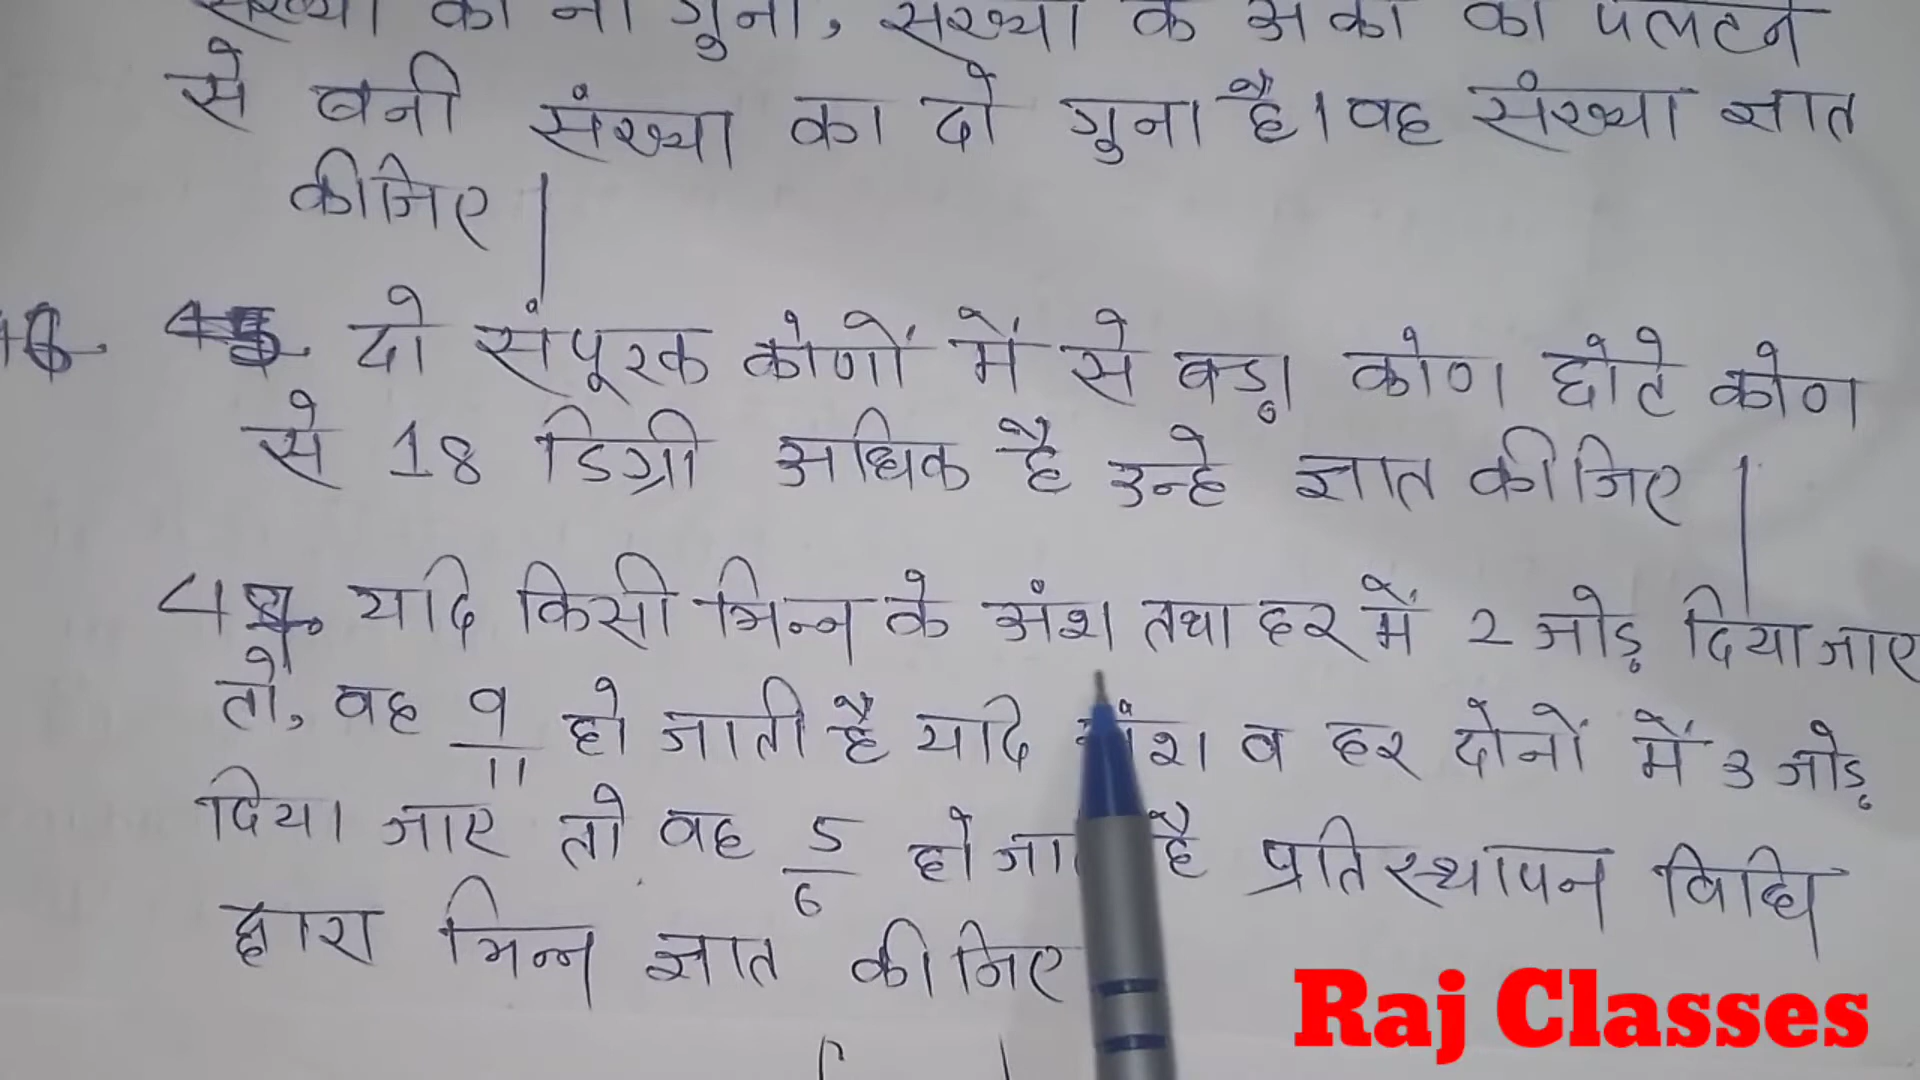 संख्या का नौ गुना, संख्या के अंकों को पलटने
से बनी संख्या का दो गुना है। वह संख्या ज्ञात
कीजिए |
दो संपूरक कोणों में से बड़ा कोण छोटे कोण
से 18 डिग्री अधिक है उन्हे ज्ञात कीजिए |
यदि किसी भिन्न के अंश तथा हर में 2 जोड़ दिया जाए
तो, वह 9/11 हो जाती है यदि अंश व हर दोनों में 3 जोड़
दिया जाए तो वह 5/6 हो है प्रतिस्थापन विधि
द्वारा भिन्न ज्ञात कीजिए
Raj Classes